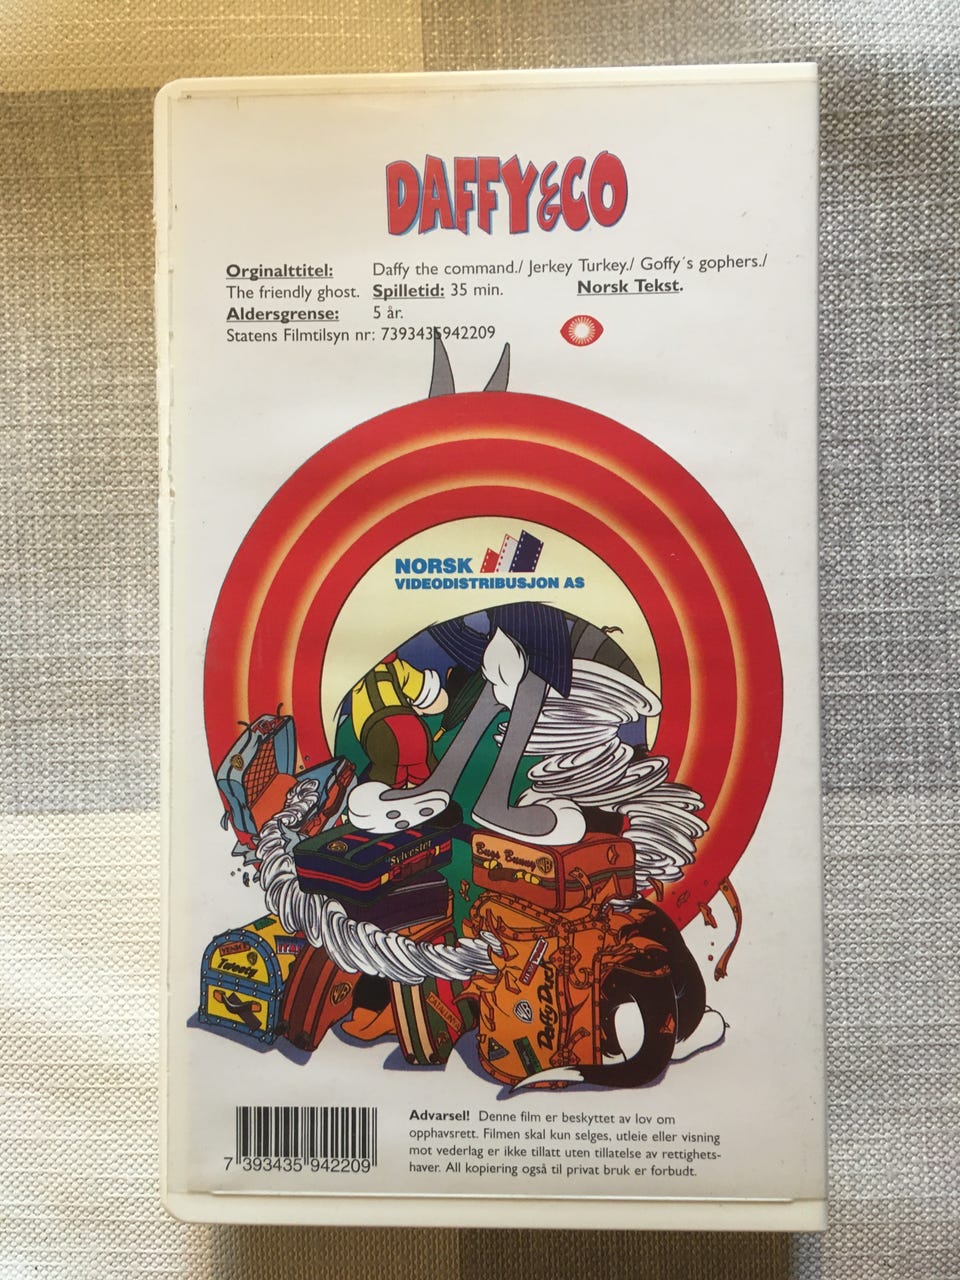 DAFFY&CO
Orginalttitel: Daffy the command./ Jerkey Turkey./ Goffy´s gophers./
The friendly ghost. Spilletid: 35 min. Norsk Tekst.
Aldersgrense: 5 år.
Statens Filmtilsyn nr: 7393435942209
NORSK
VIDEODISTRIBUSJON AS
Sylvester
Bugs Bunny
WB
Tweety
WB
WB
Daffy Duck
7 393435 942209
Advarsel! Denne film er beskyttet av lov om
opphavsrett. Filmen skal kun selges, utleie eller visning
mot vederlag er ikke tillatt uten tillatelse av rettighets-
haver. All kopiering også til privat bruk er forbudt.